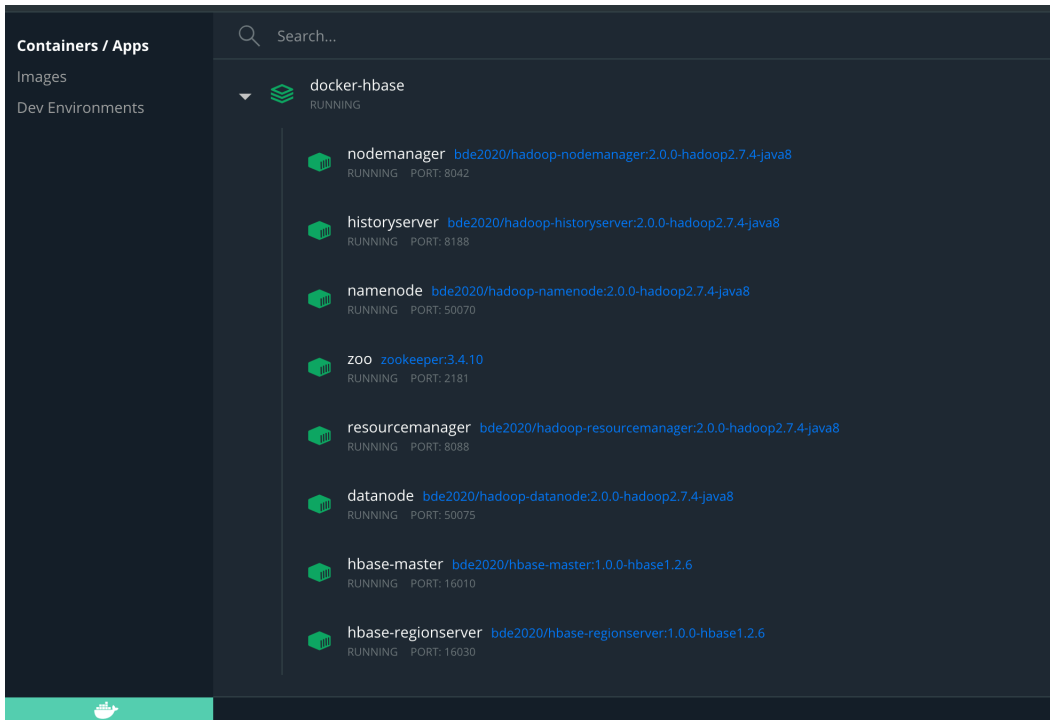 Containers / Apps
Images
Dev Environments
Search...
docker-hbase
RUNNING
nodemanager bde2020/hadoop-nodemanager:2.0.0-hadoop2.7.4-java8
RUNNING PORT: 8042
historyserver bde2020/hadoop-historyserver:2.0.0-hadoop2.7.4-java8
RUNNING PORT: 8188
namenode bde2020/hadoop-namenode:2.0.0-hadoop2.7.4-java8
RUNNING PORT: 50070
zoo zookeeper:3.4.10
RUNNING PORT: 2181
resourcemanager bde2020/hadoop-resourcemanager:2.0.0-hadoop2.7.4-java8
RUNNING PORT: 8088
datanode bde2020/hadoop-datanode:2.0.0-hadoop2.7.4-java8
RUNNING PORT: 50075
hbase-master bde2020/hbase-master:1.0.0-hbase1.2.6
RUNNING PORT: 16010
hbase-regionserver bde2020/hbase-regionserver:1.0.0-hbase1.2.6
RUNNING PORT: 16030